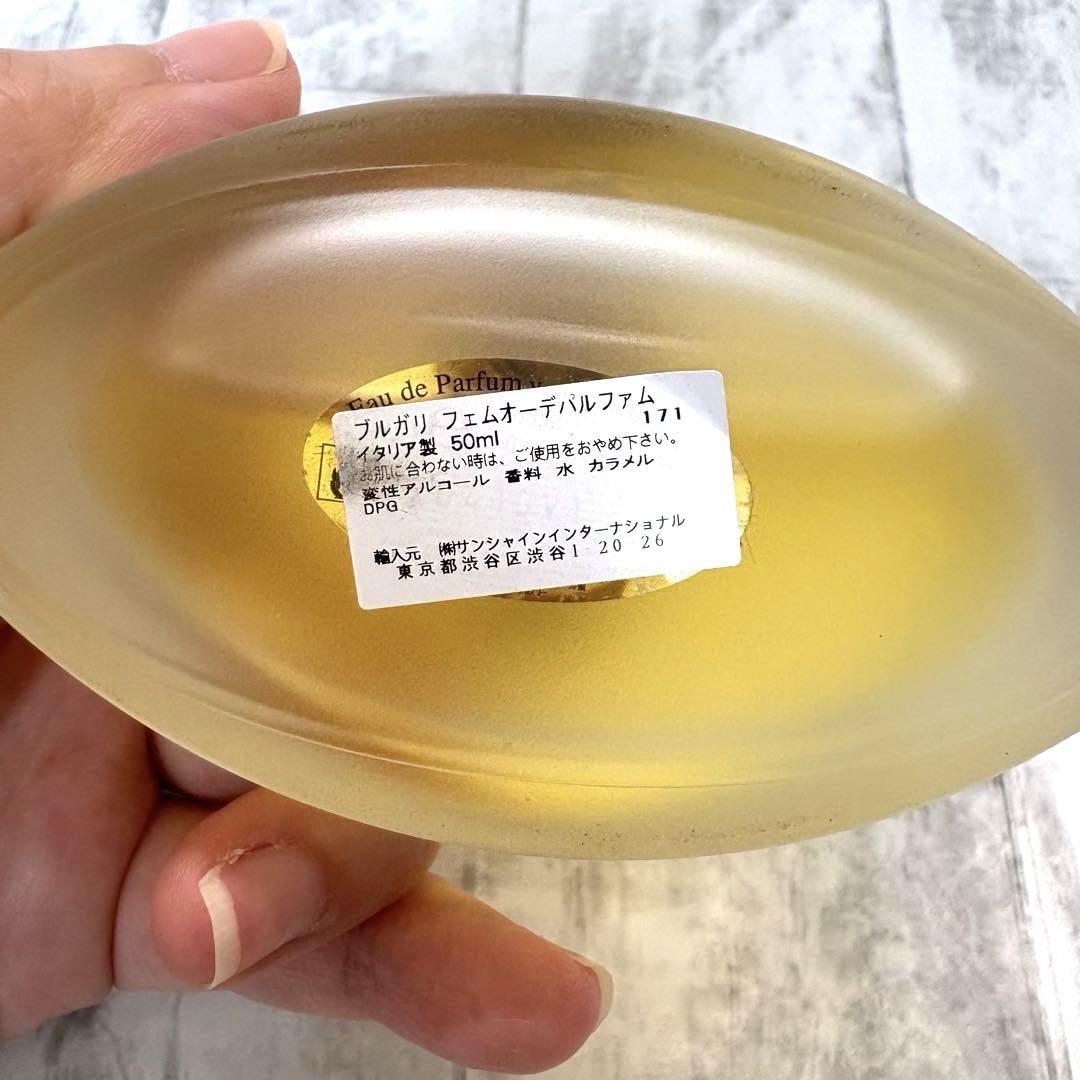 Eau de Parfum
ブルガリ フェムオーデパルファム
171
イタリア製 50ml
お肌に合わない時は、ご使用をおやめ下さい。
変性アルコール 香料 水 カラメル
DPG
輸入元 ㈱サンシャインインターナショナル
東京都渋谷区渋谷1 20 26